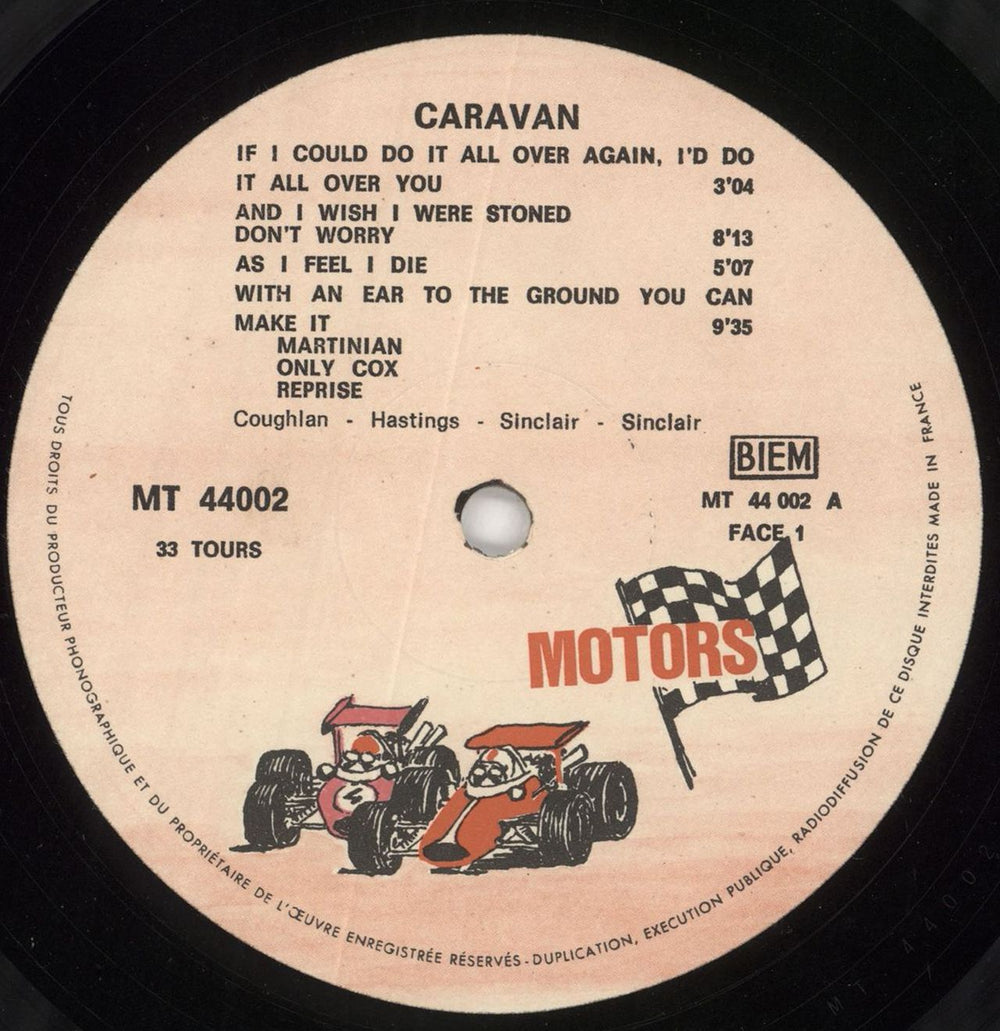 CARAVAN
IF I COULD DO IT ALL OVER AGAIN, I'D DO
IT ALL OVER YOU 3'04
AND I WISH I WERE STONED
DON'T WORRY 8'13
AS I FEEL I DIE 5'07
WITH AN EAR TO THE GROUND YOU CAN
MAKE IT 9'35
MARTINIAN
ONLY COX
REPRISE
Coughlan - Hastings - Sinclair - Sinclair
BIEM
MT 44002
MT 44 002 A
33 TOURS
FACE 1
MOTORS
4
TOUS DROITS DU PRODUCTEUR PHONOGRAPHIQUE ET DU PROPRIÉTAIRE DE L'ŒUVRE ENREGISTRÉE RÉSERVÉS - DUPLICATION, EXECUTION PUBLIQUE, RADIODIFFUSION DE CE DISQUE INTERDITES MADE IN FRANCE